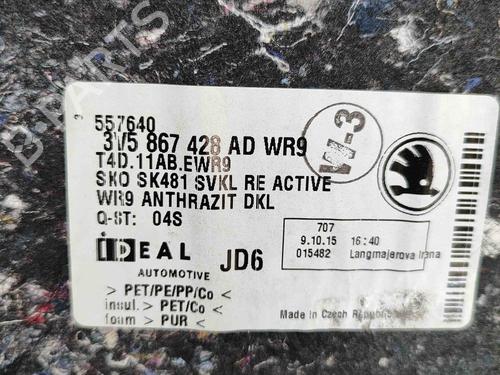 B-PARTS
3
557640
3V5 867 428 AD WR9
T4D.11AB.EWR9
SKO SK481 SVKL RE ACTIVE
WR9 ANTHRAZIT DKL
Q-ST: 04S
IDEAL
AUTOMOTIVE
JD6
707
9.10.15 16:40
015482 Langmajerova Irena
> PET/PE/PP/Co <
insul.> PET/Co <
foam > PUR <
Made in Czech Republic